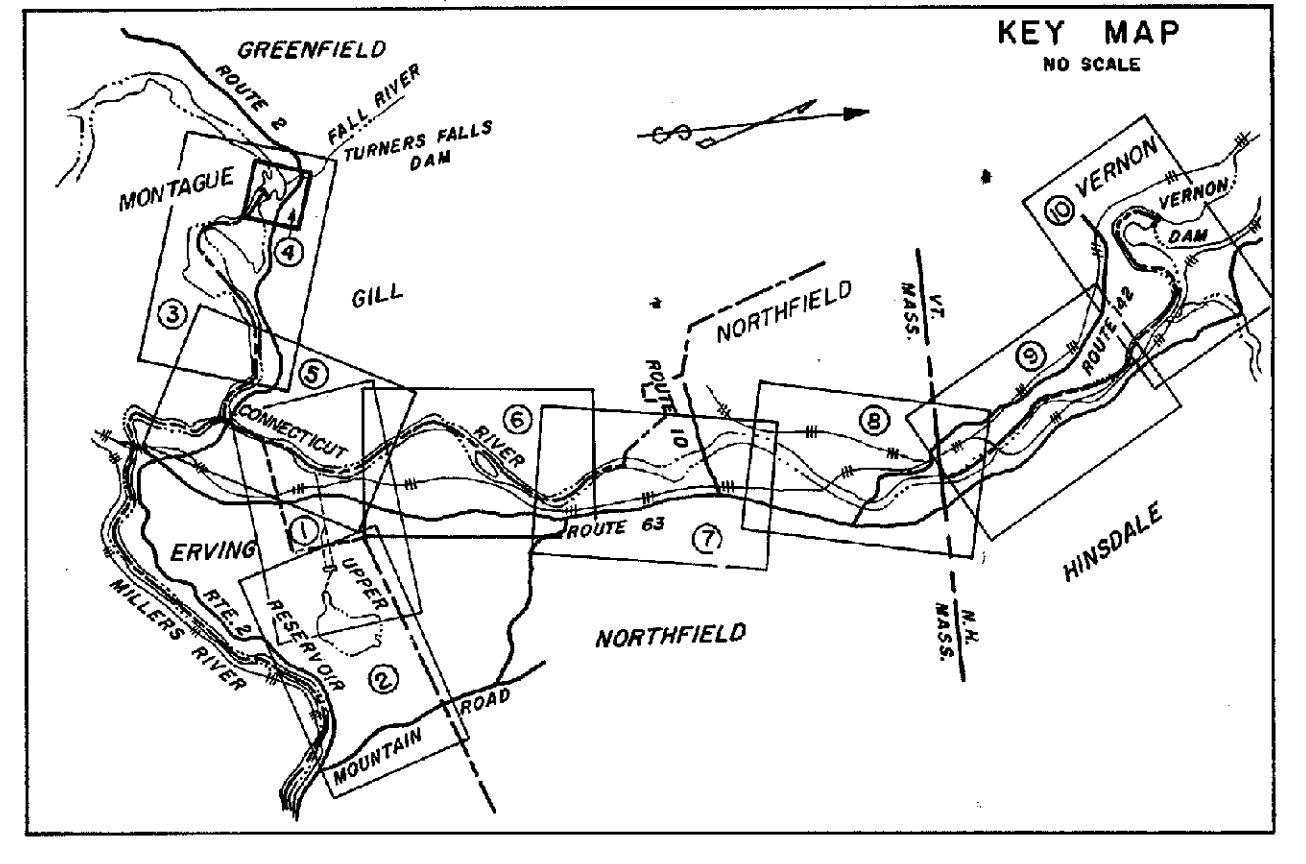 KEY MAP
NO SCALE
GREENFIELD
ROUTE 2
FALL RIVER
TURNERS FALLS
DAM
MONTAGUE
4
④
GILL
③
⑤
CONNECTICUT
RIVER
⑥
NORTHFIELD
ROUTE
10
VT.
MASS.
⑩
VERNON
VERNON
DAM
ROUTE 142
⑨
⑧
HINSDALE
①
ERVING
UPPER
RESERVOIR
ROUTE 63
⑦
RTE. 2
MILLERS RIVER
②
NORTHFIELD
N.H.
MASS.
MOUNTAIN ROAD